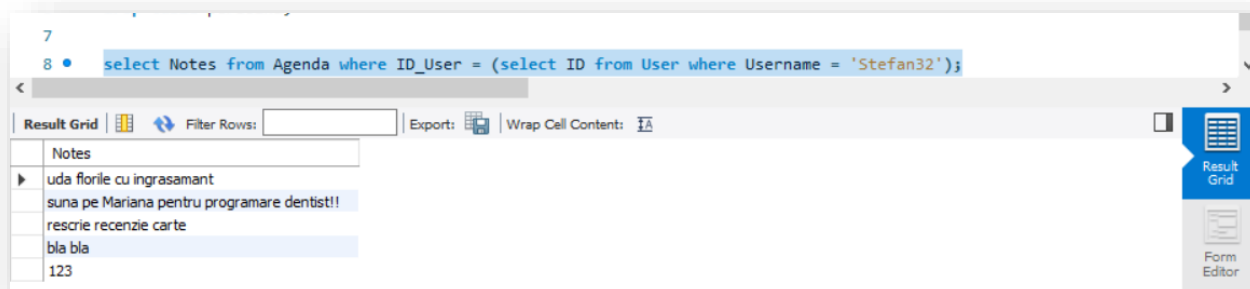 7
8 select Notes from Agenda where ID_User = (select ID from User where Username = 'Stefan32');
Result Grid Filter Rows: Export: Wrap Cell Content: IA
Notes
uda florile cu ingrasamant
suna pe Mariana pentru programare dentist!!
rescrie recenzie carte
bla bla
123
Result
Grid
Form
Editor